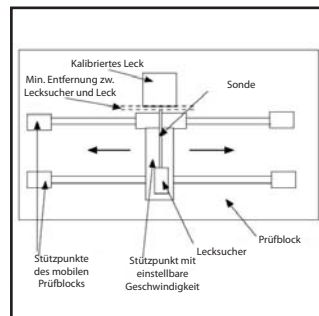 Kalibriertes Leck
Min. Entfernung zw.
Lecksucher und Leck
Sonde
Stützpunkte
des mobilen
Prüfblocks
Stützpunkt mit
einstellbare
Geschwindigkeit
Lecksucher
Prüfblock